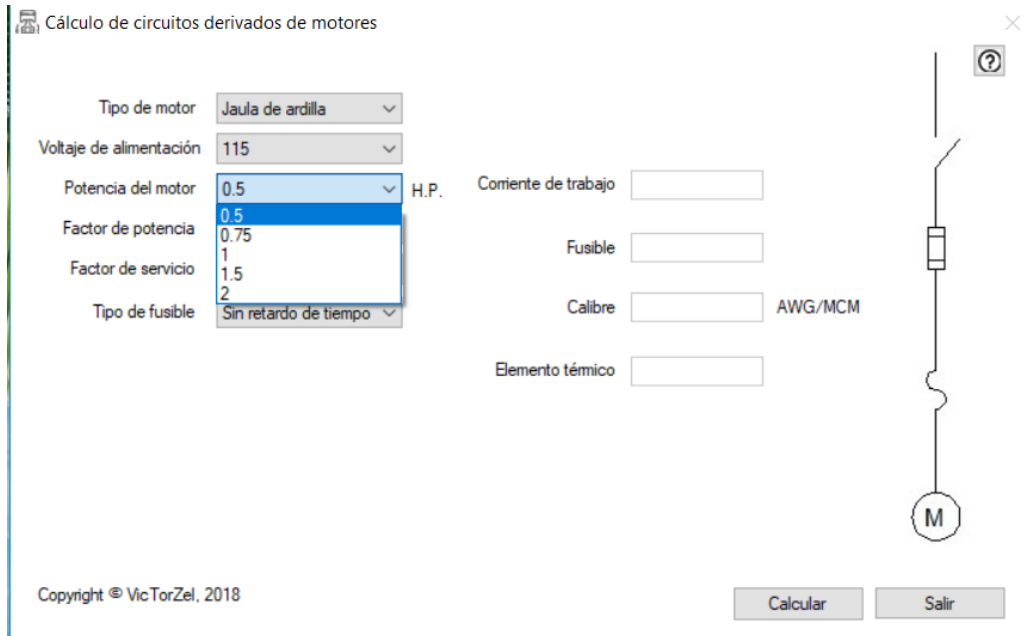 Cálculo de circuitos derivados de motores
Tipo de motor Jaula de ardilla
Voltaje de alimentación 115
Potencia del motor 0.5 H.P.
0.5
0.75
1
1.5
2
Factor de potencia
Factor de servicio
Tipo de fusible Sin retardo de tiempo
Corriente de trabajo
Fusible
Calibre AWG/MCM
Elemento térmico
?
M
Copyright © VicTorZel, 2018
Calcular
Salir